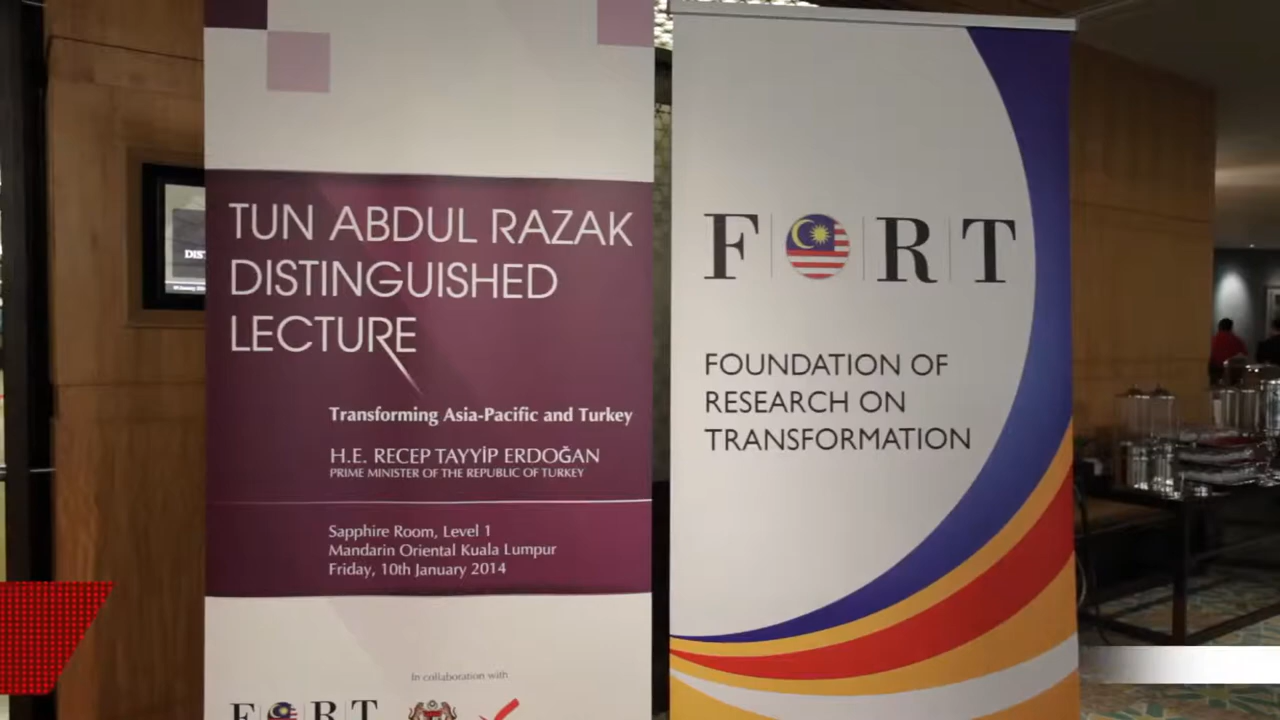 TUN ABDUL RAZAK
DISTINGUISHED
LECTURE
Transforming Asia-Pacific and Turkey
H.E. RECEP TAYYİP ERDOĞAN
PRIME MINISTER OF THE REPUBLIC OF TURKEY
Sapphire Room, Level 1
Mandarin Oriental Kuala Lumpur
Friday, 10th January 2014
In collaboration with
F RT
F RT
FOUNDATION OF
RESEARCH ON
TRANSFORMATION